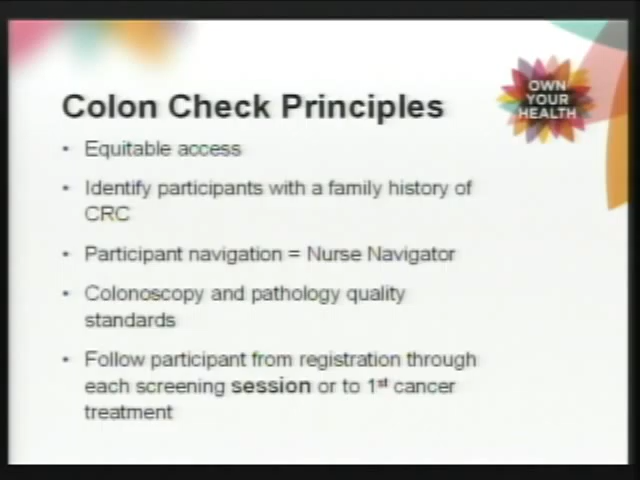 OWN
YOUR
HEALTH
Colon Check Principles
• Equitable access
• Identify participants with a family history of
CRC
• Participant navigation = Nurse Navigator
• Colonoscopy and pathology quality
standards
• Follow participant from registration through
each screening session or to 1st cancer
treatment